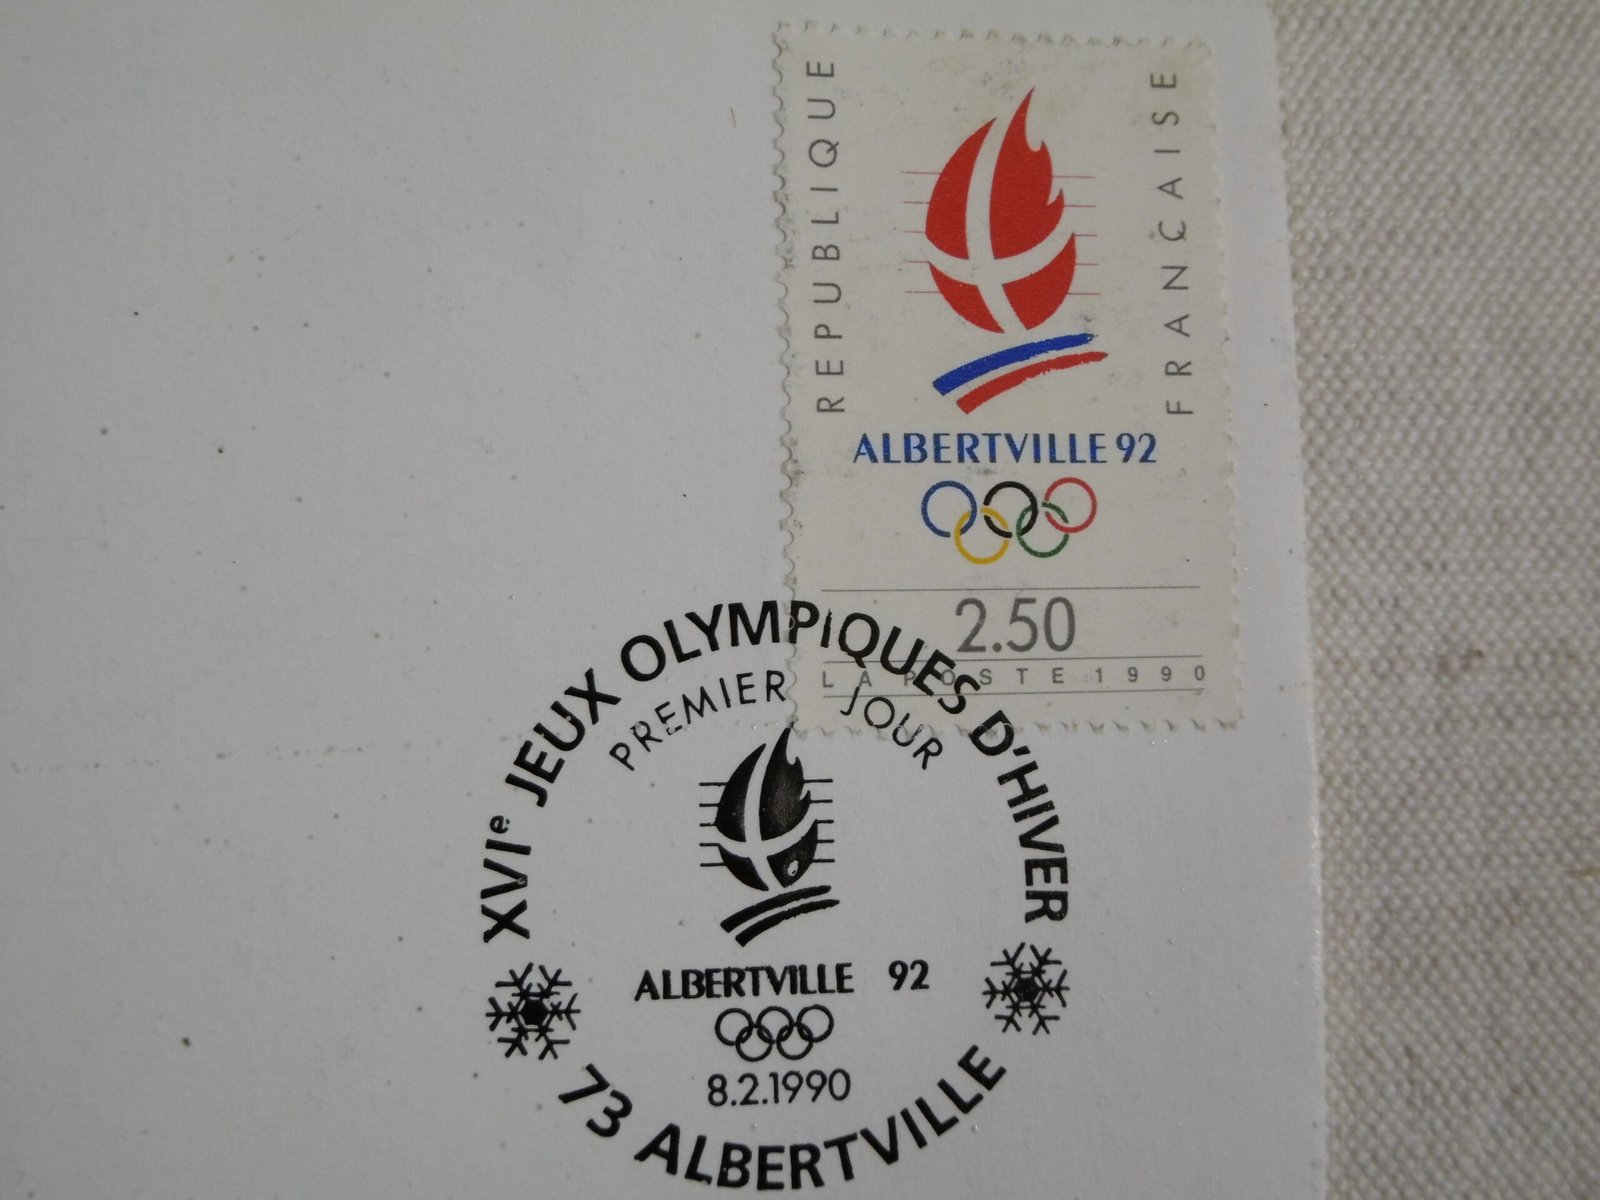 REPUBLIQUE
FRANÇAISE
ALBERTVILLE 92
2.50
LA POSTE 1990
XVIe JEUX OLYMPIQUES D'HIVER
PREMIER JOUR
ALBERTVILLE 92
8.2.1990
73 ALBERTVILLE